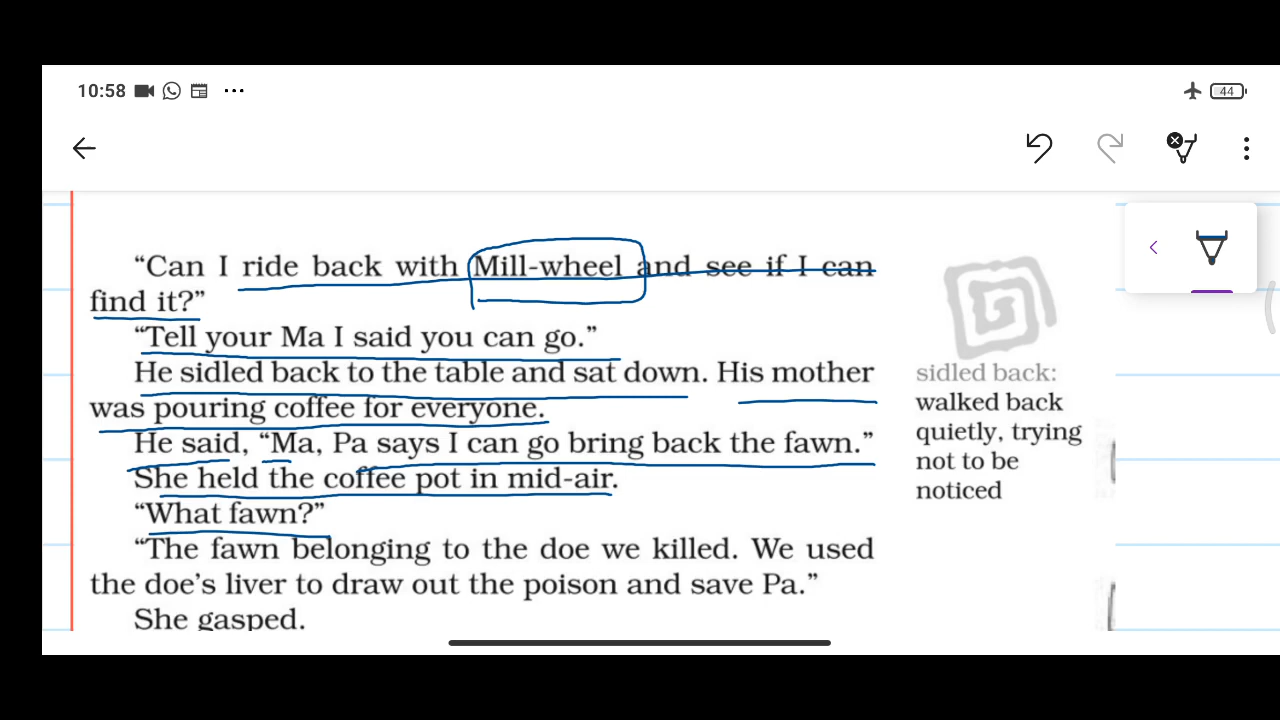 10:58
44
“Can I ride back with Mill-wheel and see if I can
find it?”
“Tell your Ma I said you can go.”
He sidled back to the table and sat down. His mother
was pouring coffee for everyone.
He said, “Ma, Pa says I can go bring back the fawn.”
She held the coffee pot in mid-air.
“What fawn?”
“The fawn belonging to the doe we killed. We used
the doe’s liver to draw out the poison and save Pa.”
She gasped.
sidled back:
walked back
quietly, trying
not to be
noticed